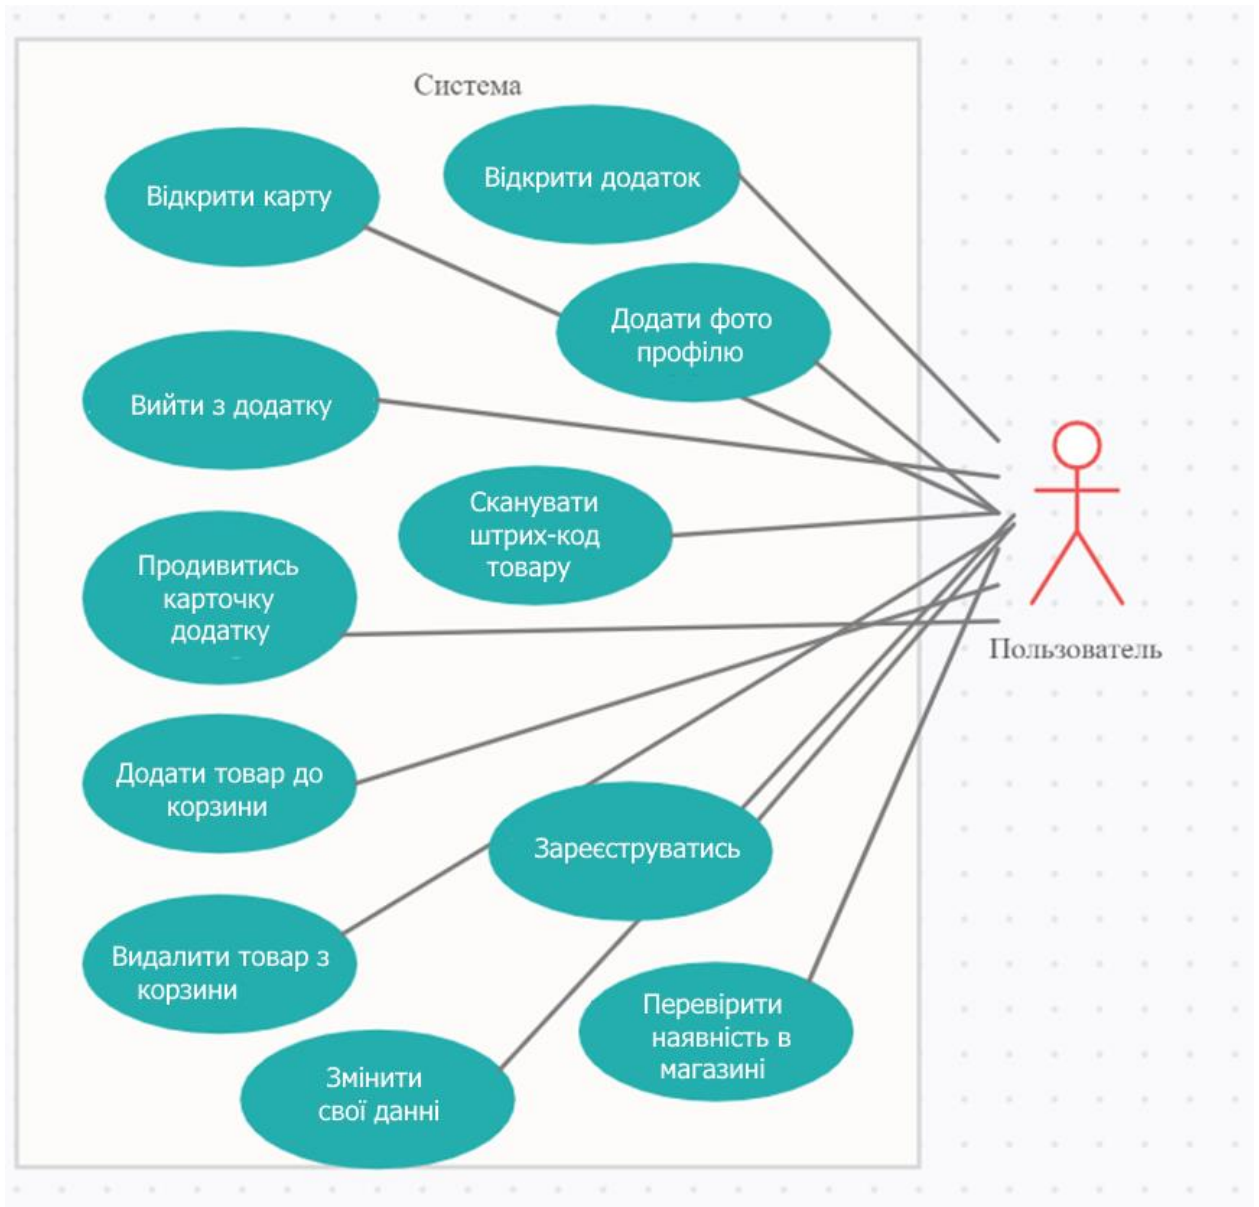 Система
Відкрити карту
Відкрити додаток
Додати фото
профілю
Вийти з додатку
Сканувати
штрих-код
товару
Продивитись
карточку
додатку
Пользователь
Додати товар до
корзини
Зареєструватись
Видалити товар з
корзини
Перевірити
наявність в
магазині
Змінити
свої данні